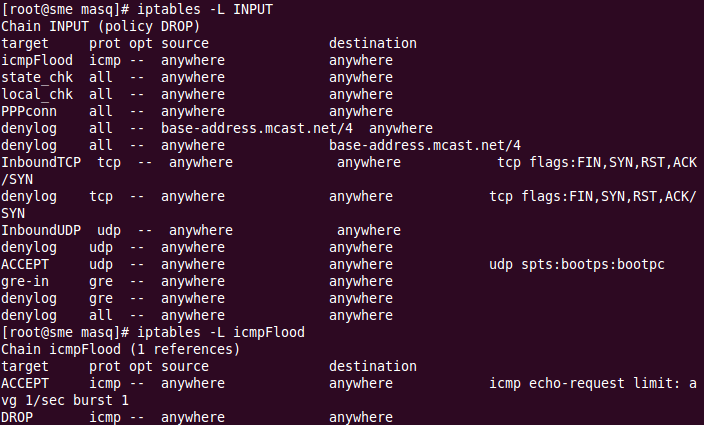 [root@sme masq]# iptables -L INPUT
Chain INPUT (policy DROP)
target     prot opt source               destination
icmpFlood  icmp --  anywhere             anywhere
state_chk  all  --  anywhere             anywhere
local_chk  all  --  anywhere             anywhere
PPPconn    all  --  anywhere             anywhere
denylog    all  --  base-address.mcast.net/4  anywhere
denylog    all  --  anywhere             base-address.mcast.net/4
InboundTCP  tcp  --  anywhere             anywhere            tcp flags:FIN,SYN,RST,ACK
/SYN
denylog    tcp  --  anywhere             anywhere            tcp flags:FIN,SYN,RST,ACK/
SYN
InboundUDP  udp  --  anywhere             anywhere
denylog    udp  --  anywhere             anywhere
ACCEPT     udp  --  anywhere             anywhere            udp spts:bootps:bootpc
gre-in     gre  --  anywhere             anywhere
denylog    gre  --  anywhere             anywhere
denylog    all  --  anywhere             anywhere
[root@sme masq]# iptables -L icmpFlood
Chain icmpFlood (1 references)
target     prot opt source               destination
ACCEPT     icmp --  anywhere             anywhere            icmp echo-request limit: a
vg 1/sec burst 1
DROP       icmp --  anywhere             anywhere